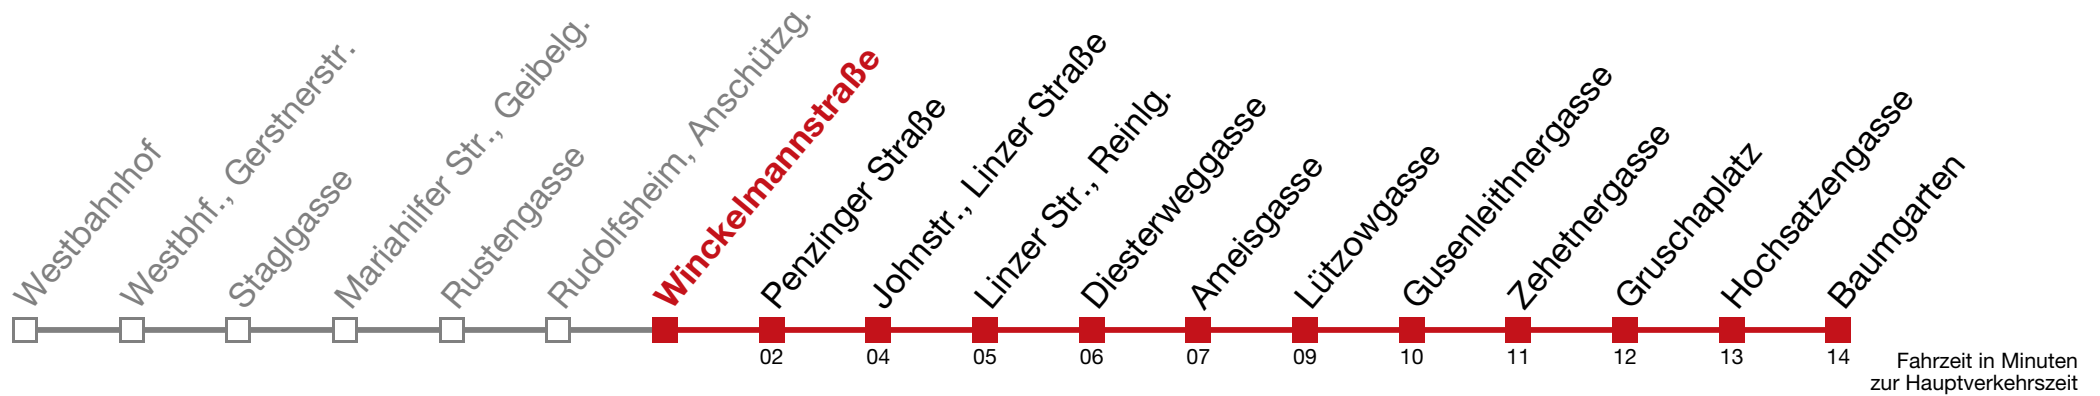 Westbahnhof
Westbhf., Gerstnerstr.
Staglgasse
Mariahilfer Str., Geibelg.
Rustengasse
Rudolfsheim, Anschützg.
Winckelmannstraße
Penzinger Straße
Johnstr., Linzer Straße
Linzer Str., Reinlg.
Diesterweggasse
Ameisgasse
Lützowgasse
Gusenleithnergasse
Zehetnergasse
Gruschaplatz
Hochsatzengasse
Baumgarten
02 04 05 06 07 09 10 11 12 13 14
Fahrzeit in Minuten
zur Hauptverkehrszeit